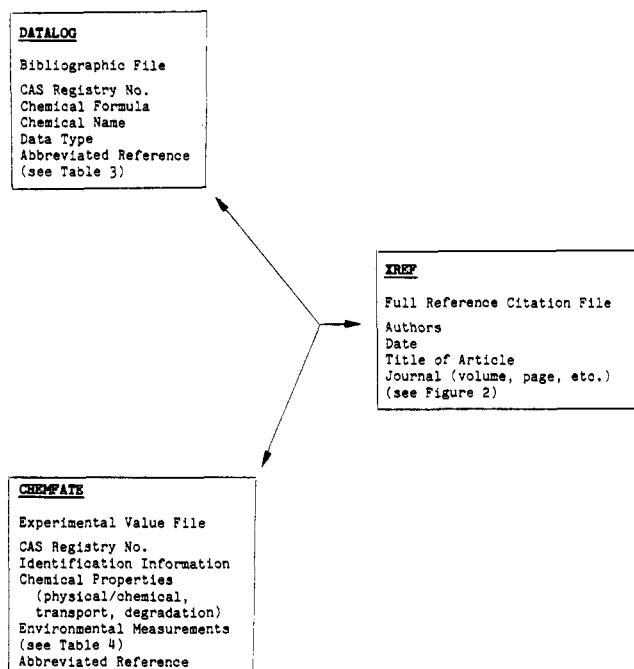 DATALOG
Bibliographic File
CAS Registry No.
Chemical Formula
Chemical Name
Data Type
Abbreviated Reference
(see Table 3)
XREF
Full Reference Citation File
Authors
Date
Title of Article
Journal (volume, page, etc.)
(see Figure 2)
CHEMFATE
Experimental Value File
CAS Registry No.
Identification Information
Chemical Properties
(physical/chemical,
transport, degradation)
Environmental Measurements
(see Table 4)
Abbreviated Reference